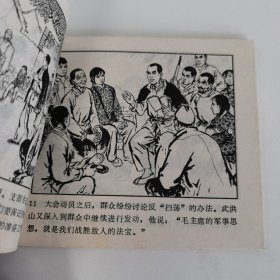 11 大会动员之后，群众纷纷讨论反“扫荡”的办法。武洪
山又深入到群众中继续进行发动，他说：“毛主席的军事思
想，就是我们战胜敌人的法宝。”